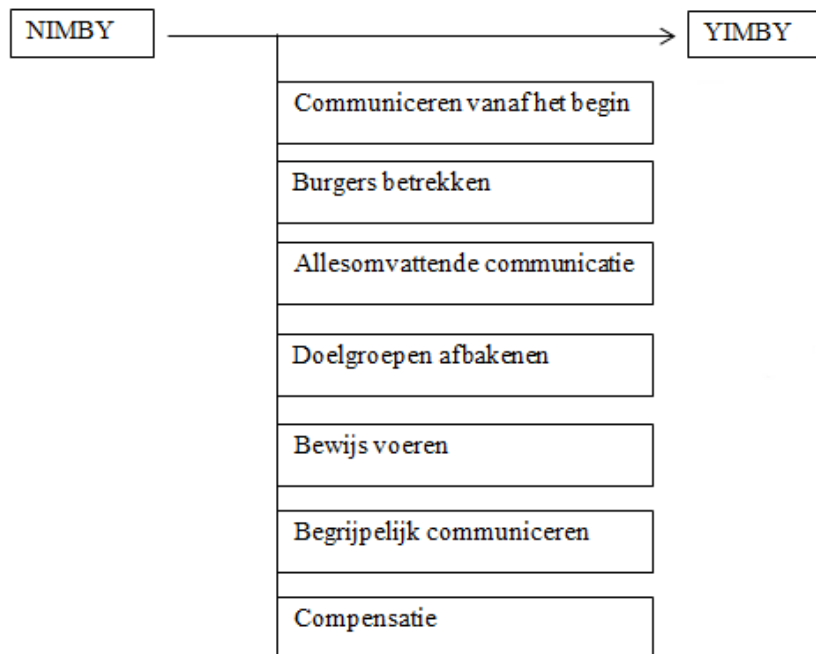 NIMBY
YIMBY
Communiceren vanaf het begin
Burgers betrekken
Allesomvattende communicatie
Doelgroepen afbakenen
Bewijs voeren
Begrijpelijk communiceren
Compensatie